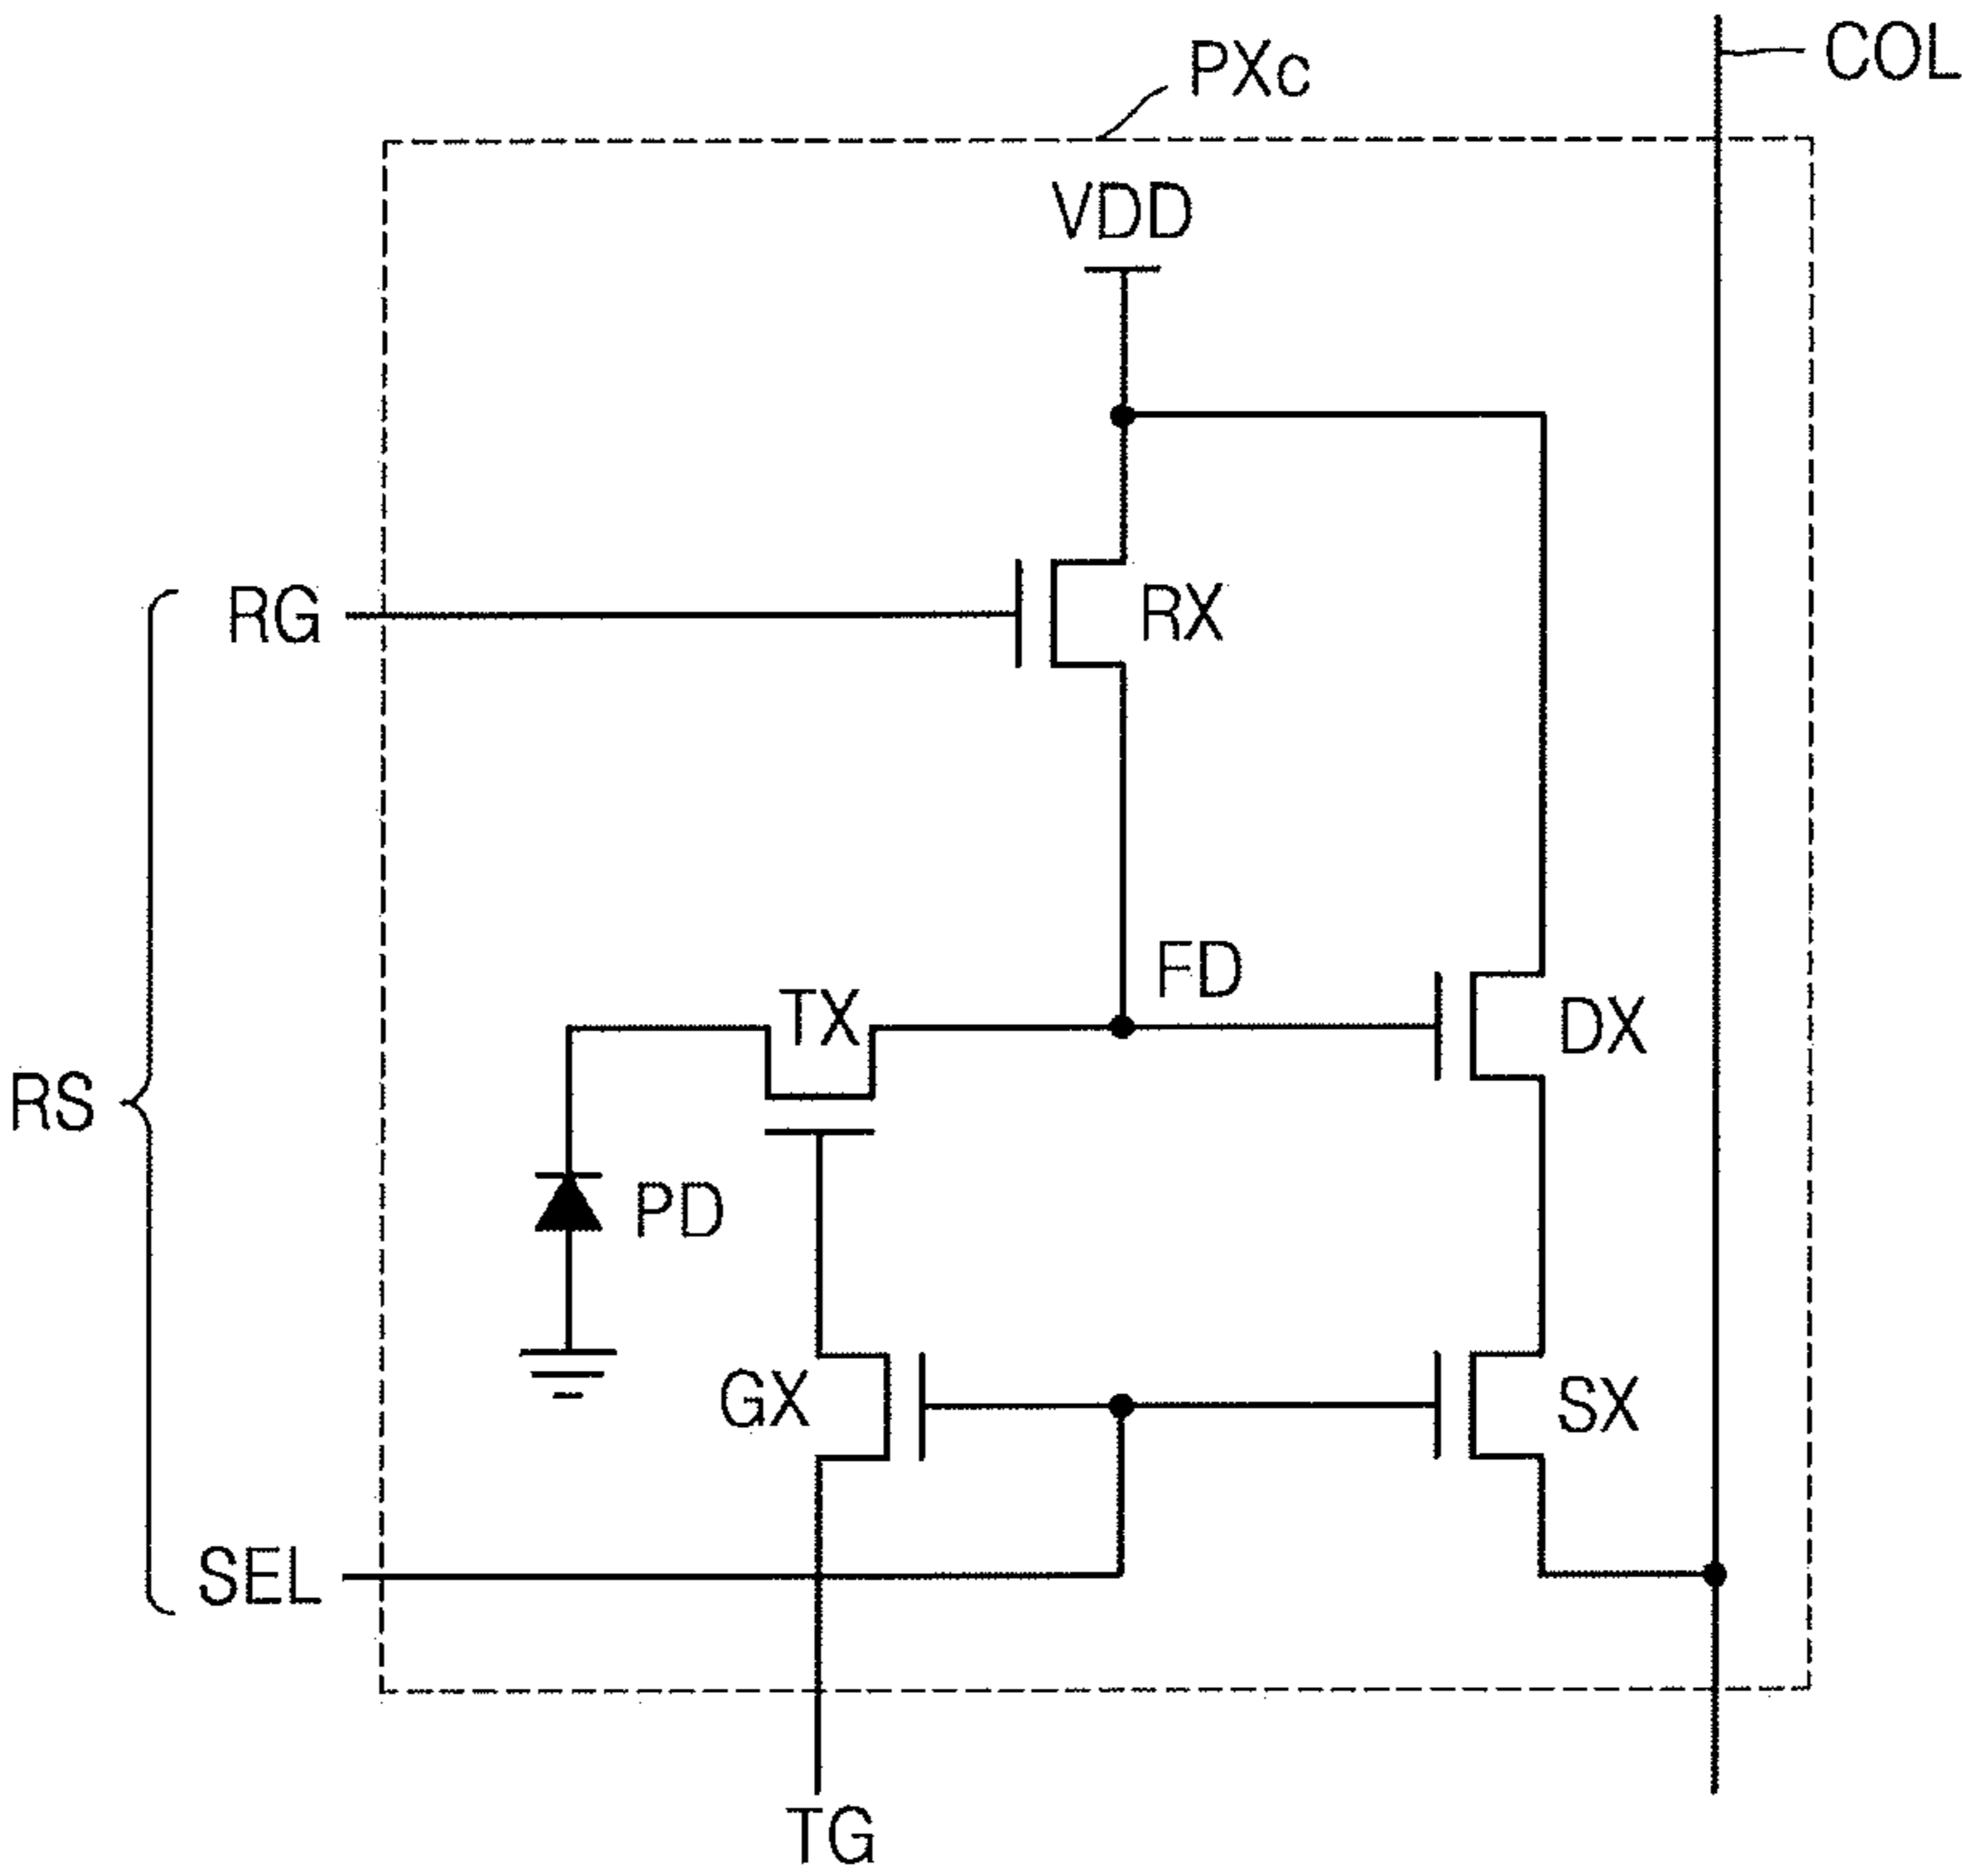 COL
PXc
VDD
RG
RX
FD
TX
DX
RS
PD
GX
SX
SEL
TG